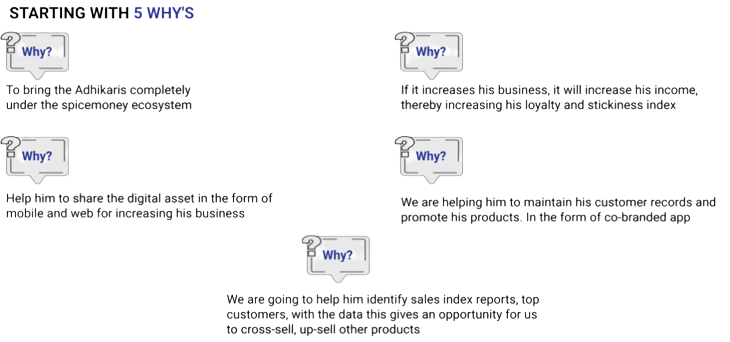 STARTING WITH 5 WHY'S
Why?
To bring the Adhikaris completely
under the spicemoney ecosystem
Why?
If it increases his business, it will increase his income,
thereby increasing his loyalty and stickiness index
Why?
Help him to share the digital asset in the form of
mobile and web for increasing his business
Why?
We are helping him to maintain his customer records and
promote his products. In the form of co-branded app
Why?
We are going to help him identify sales index reports, top
customers, with the data this gives an opportunity for us
to cross-sell, up-sell other products